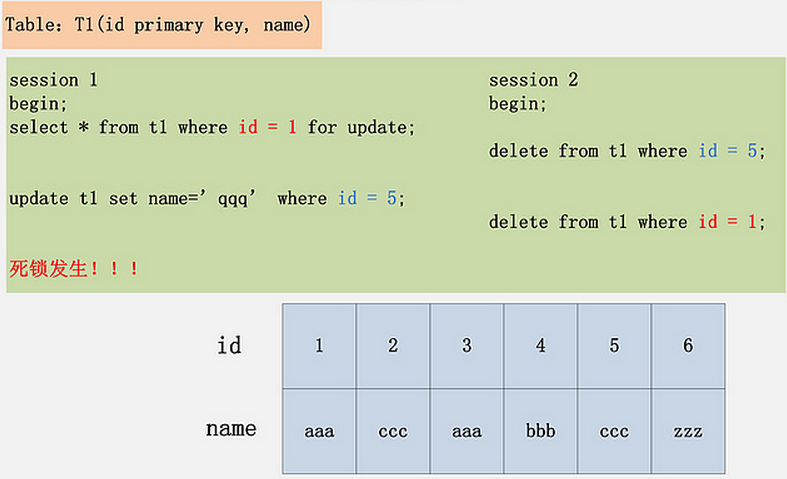 Table: T1(id primary key, name)
session 1
begin;
select * from t1 where id = 1 for update;
update t1 set name=’qqq’ where id = 5;
死锁发生！！！
session 2
begin;
delete from t1 where id = 5;
delete from t1 where id = 1;
id 1 2 3 4 5 6
name aaa ccc aaa bbb ccc zzz